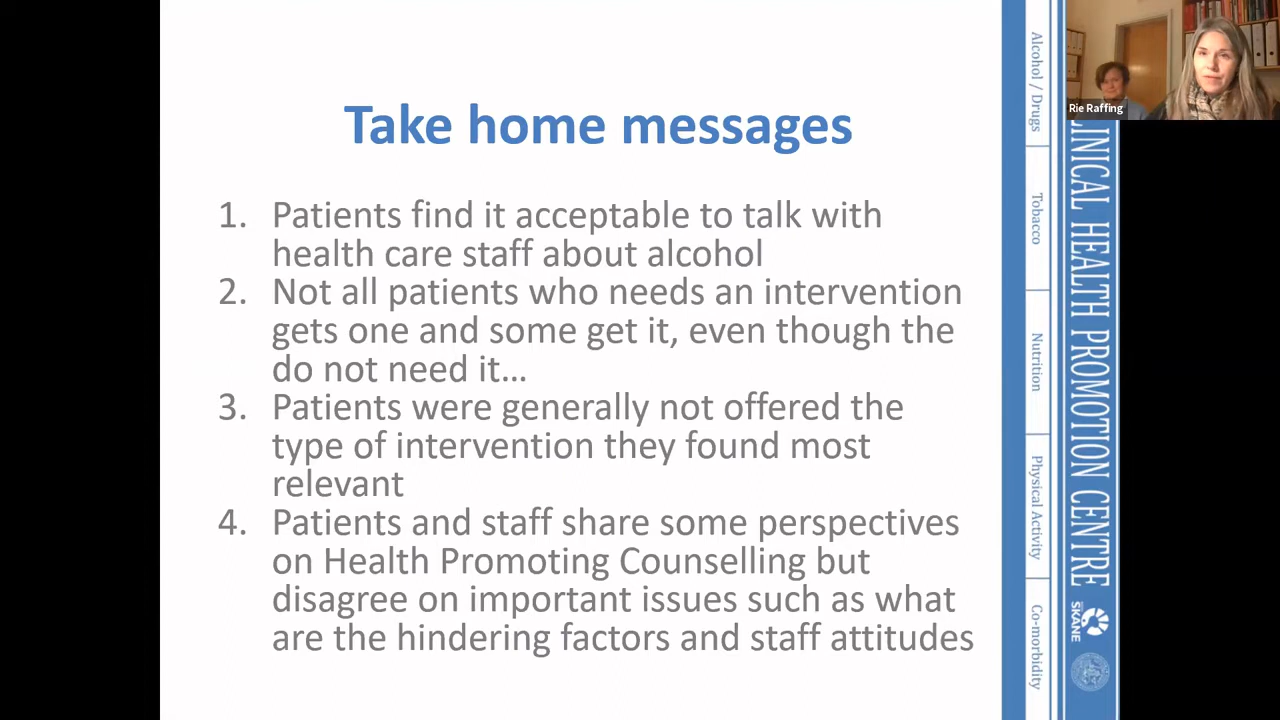 Take home messages
1. Patients find it acceptable to talk with
health care staff about alcohol
2. Not all patients who needs an intervention
gets one and some get it, even though the
do not need it…
3. Patients were generally not offered the
type of intervention they found most
relevant
4. Patients and staff share some perspectives
on Health Promoting Counselling but
disagree on important issues such as what
are the hindering factors and staff attitudes
Alcohol / Drugs
Tobacco
Nutrition
Physical Activity
Co-morbidity
LINICAL HEALTH PROMOTION CENTRE
SKÅNE
Rie Raffing